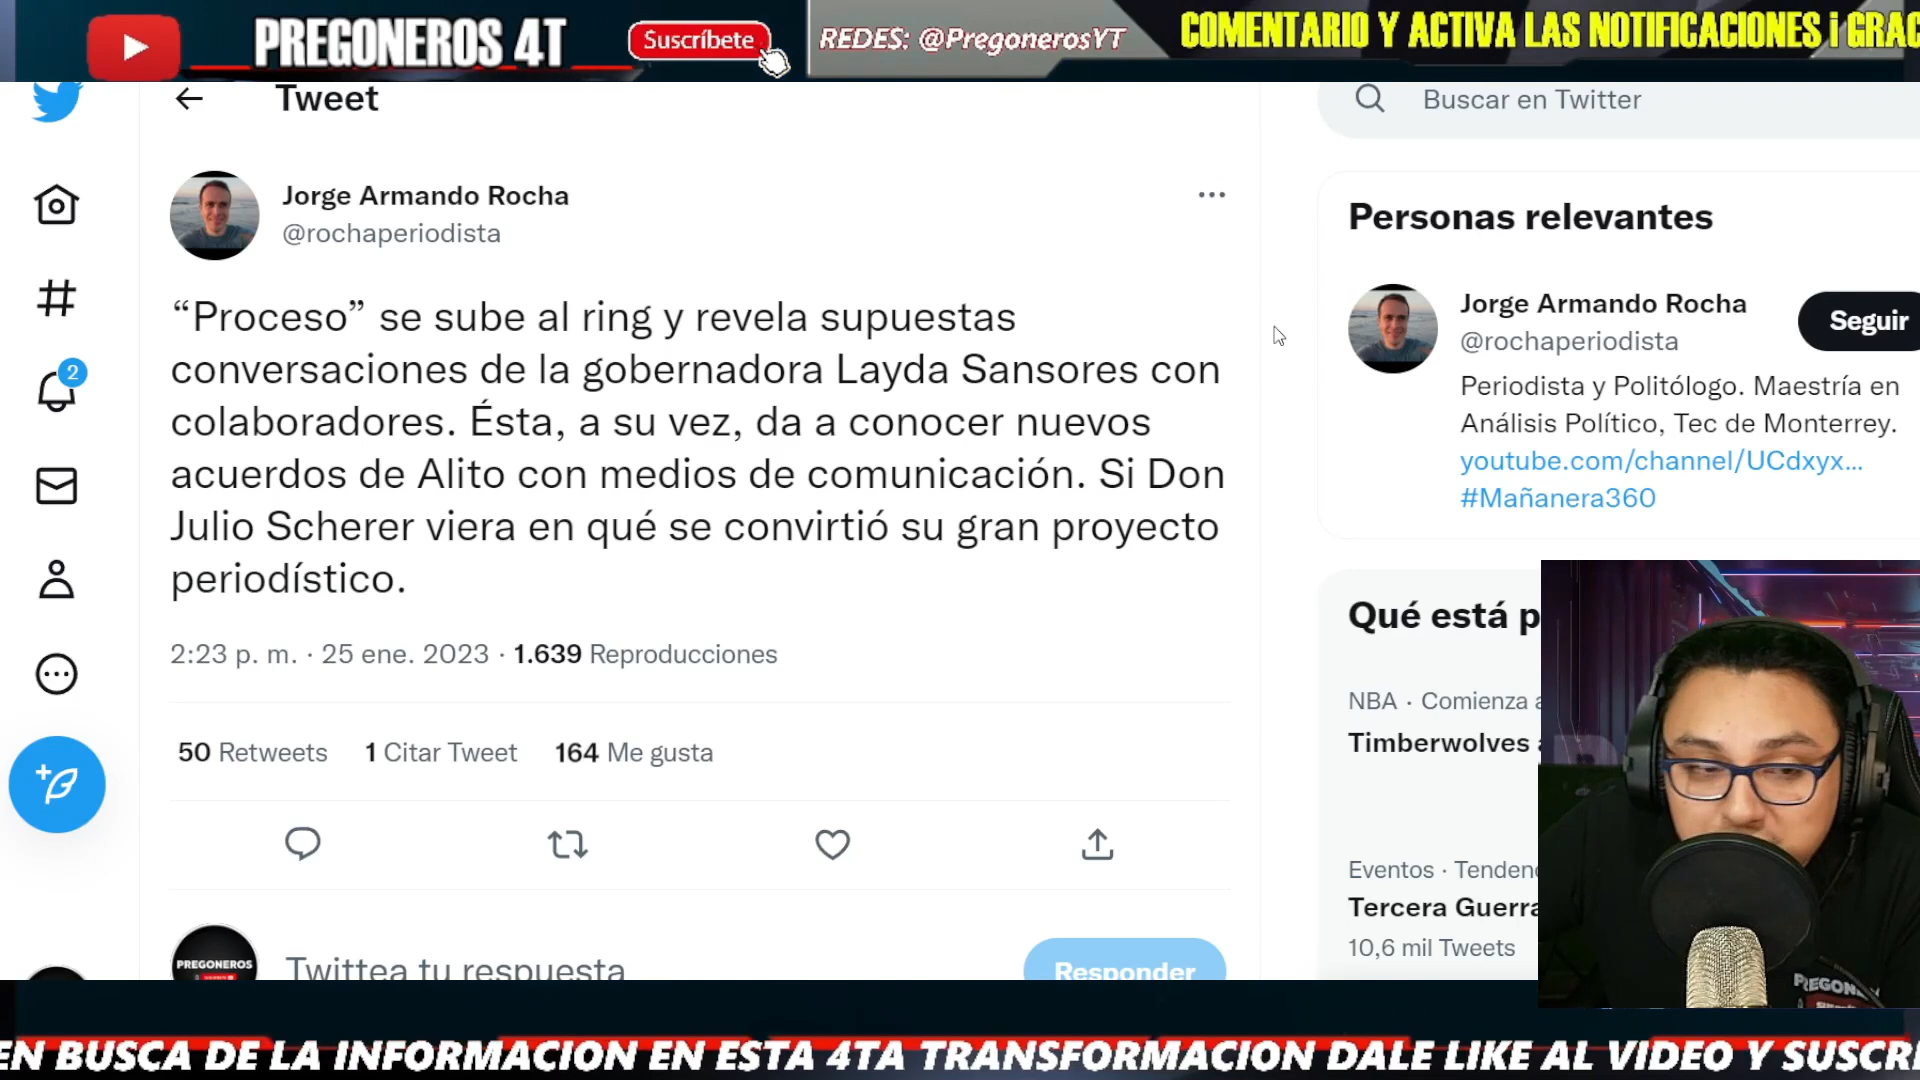 PREGONEROS 4T
Suscríbete
REDES: @PregonerosYT
COMENTARIO Y ACTIVA LAS NOTIFICACIONES ¡ GRAC
Tweet
Buscar en Twitter
Jorge Armando Rocha
@rochaperiodista
“Proceso” se sube al ring y revela supuestas
conversaciones de la gobernadora Layda Sansores con
colaboradores. Ésta, a su vez, da a conocer nuevos
acuerdos de Alito con medios de comunicación. Si Don
Julio Scherer viera en qué se convirtió su gran proyecto
periodístico.
2:23 p. m. · 25 ene. 2023 · 1.639 Reproducciones
50 Retweets 1 Citar Tweet 164 Me gusta
2
PREGONEROS
Twittea tu respuesta
Responder
Personas relevantes
Jorge Armando Rocha
@rochaperiodista
Seguir
Periodista y Politólogo. Maestría en
Análisis Político, Tec de Monterrey.
youtube.com/channel/UCdxyx...
#Mañanera360
Qué está p
NBA · Comienza a
Timberwolves
Eventos · Tendenc
Tercera Guerra
10,6 mil Tweets
PREGON
EN BUSCA DE LA INFORMACION EN ESTA 4TA TRANSFORMACION DALE LIKE AL VIDEO Y SUSCRI